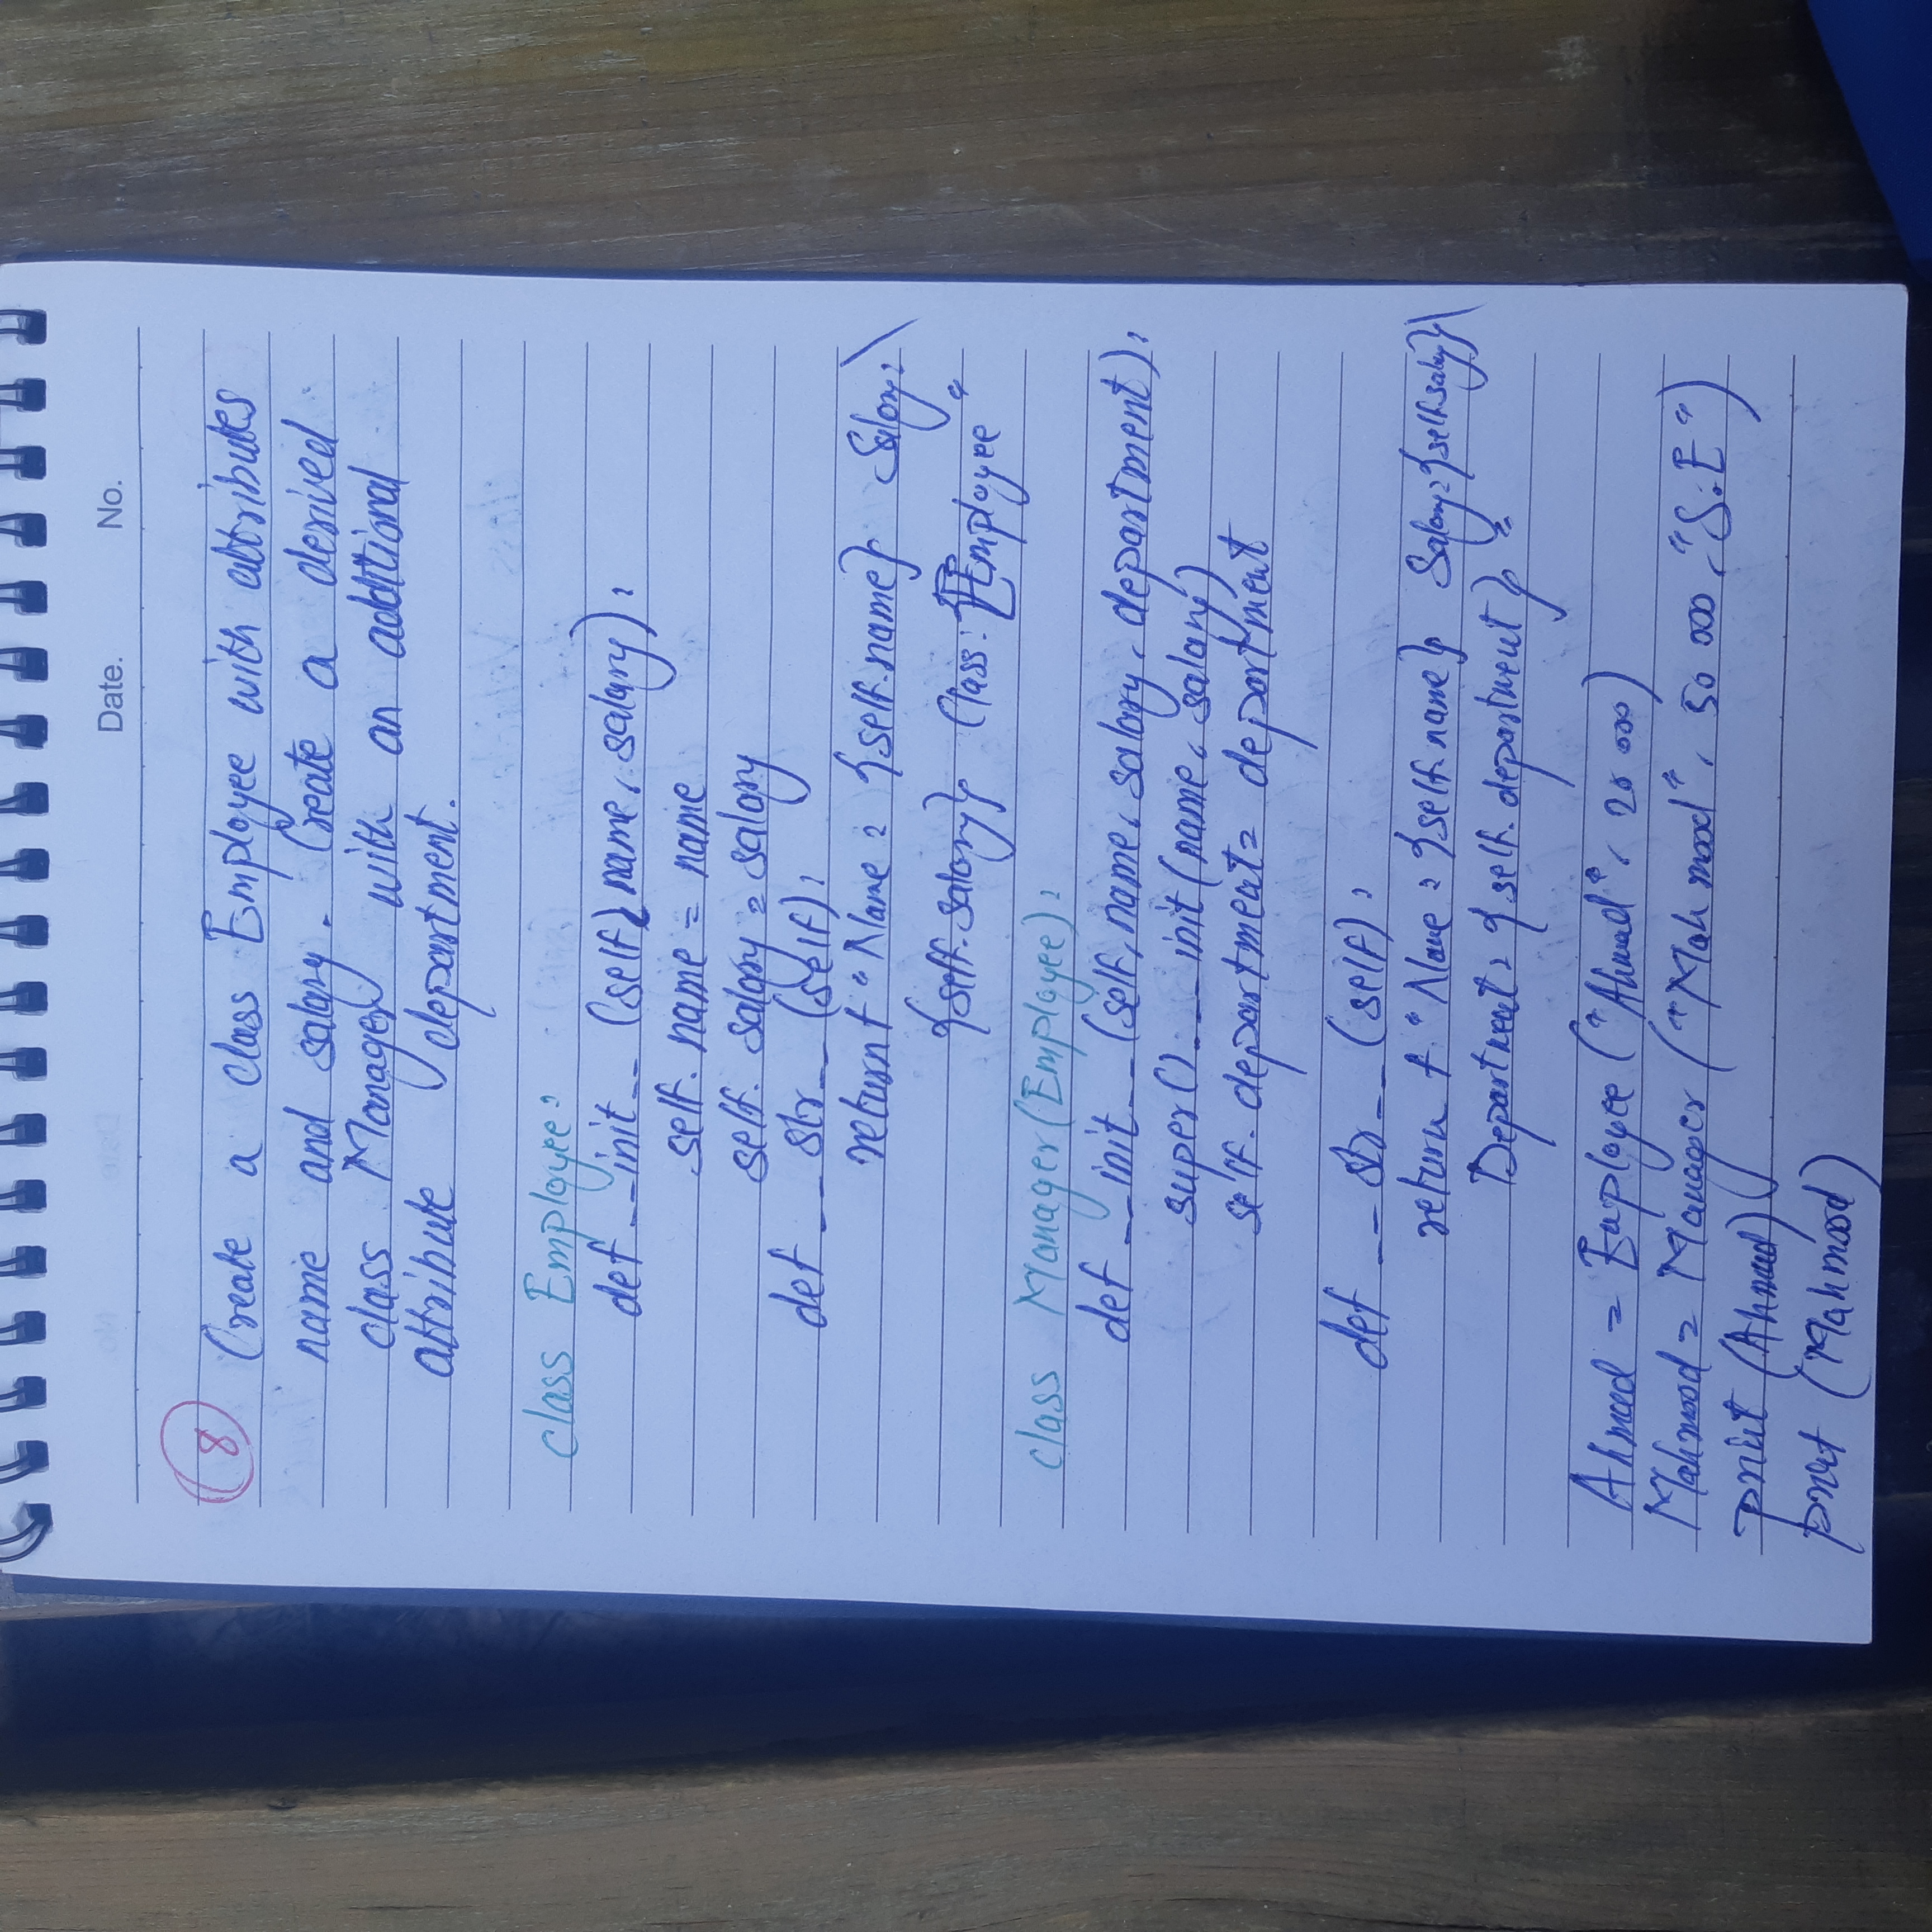 Date. No.
8 Create a class Employee with attributes
name and salary. Create a derived
class Manager with an additional
attribute department.
class Employee:
def __init__ (self, name, salary):
self.name = name
self.salary = salary
def __str__ (self):
return f"Name: {self.name} Salary: \
{self.salary} Class: Employee"
class Manager(Employee):
def __init__ (self, name, salary, department):
super().__init (name, salary)
self.department = department
def __str__ (self):
return f"Name: {self.name} Salary: {self.salary} \
Department: {self.department}"
Ahmad = Employee ("Ahmad", 20 000)
Mahmood = Manager ("Mahmood", 50 000, "S.E")
print (Ahmad)
print (Mahmood)